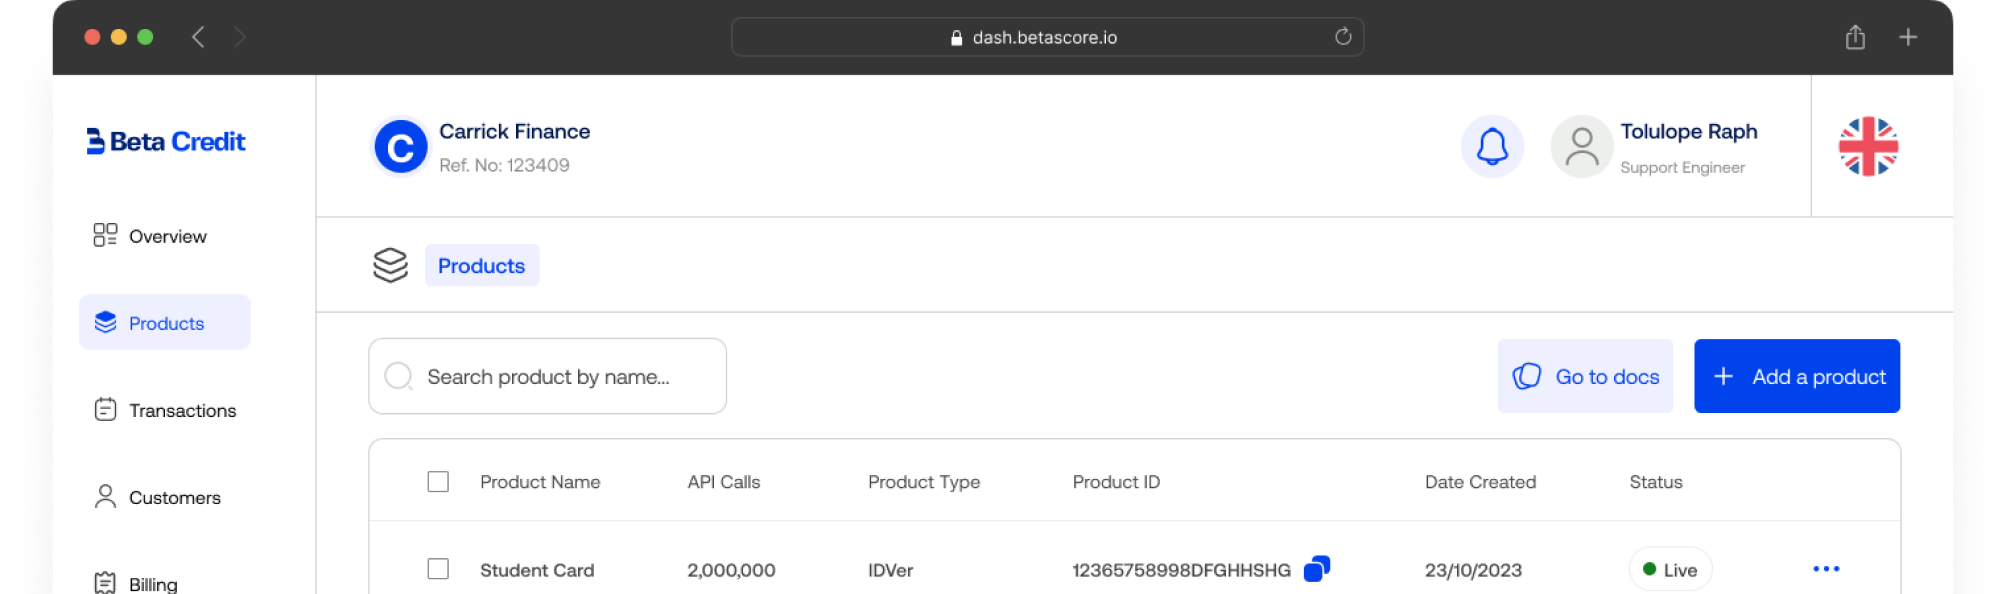 dash.betascore.io
Beta Credit
C
Carrick Finance
Ref. No: 123409
Tolulope Raph
Support Engineer
Overview
Products
Transactions
Customers
Billing
Products
Search product by name...
Go to docs
+ Add a product
Product Name API Calls Product Type Product ID Date Created Status
Student Card 2,000,000 IDVer 12365758998DFGHHSHG 23/10/2023 Live